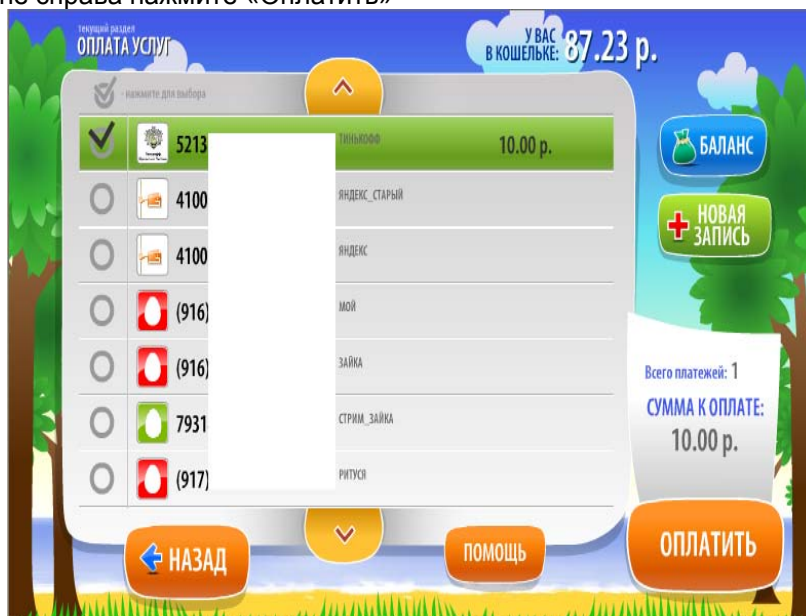 справа нажмите «Оплатить»
текущий раздел
ОПЛАТА УСЛУГ
У ВАС
В КОШЕЛЬКЕ: 87.23 р.
- нажмите для выбора
5213 ТИНЬКОФФ 10.00 р.
4100 ЯНДЕКС_СТАРЫЙ
4100 ЯНДЕКС
(916) МОЙ
(916) ЗАЙКА
7931 СТРИМ_ЗАЙКА
(917) РИТУСЯ
БАЛАНС
НОВАЯ
ЗАПИСЬ
Всего платежей: 1
СУММА К ОПЛАТЕ:
10.00 р.
НАЗАД
ПОМОЩЬ
ОПЛАТИТЬ